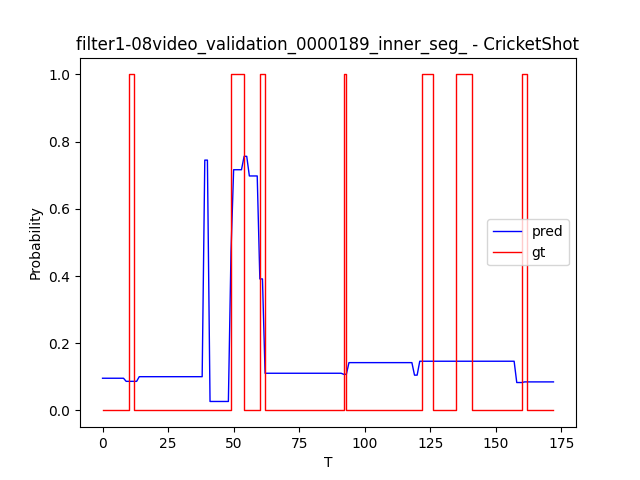 filter1-08video_validation_0000189_inner_seg_ - CricketShot
1.0
0.8
0.6
0.4
0.2
0.0
Probability
pred
gt
0 25 50 75 100 125 150 175
T